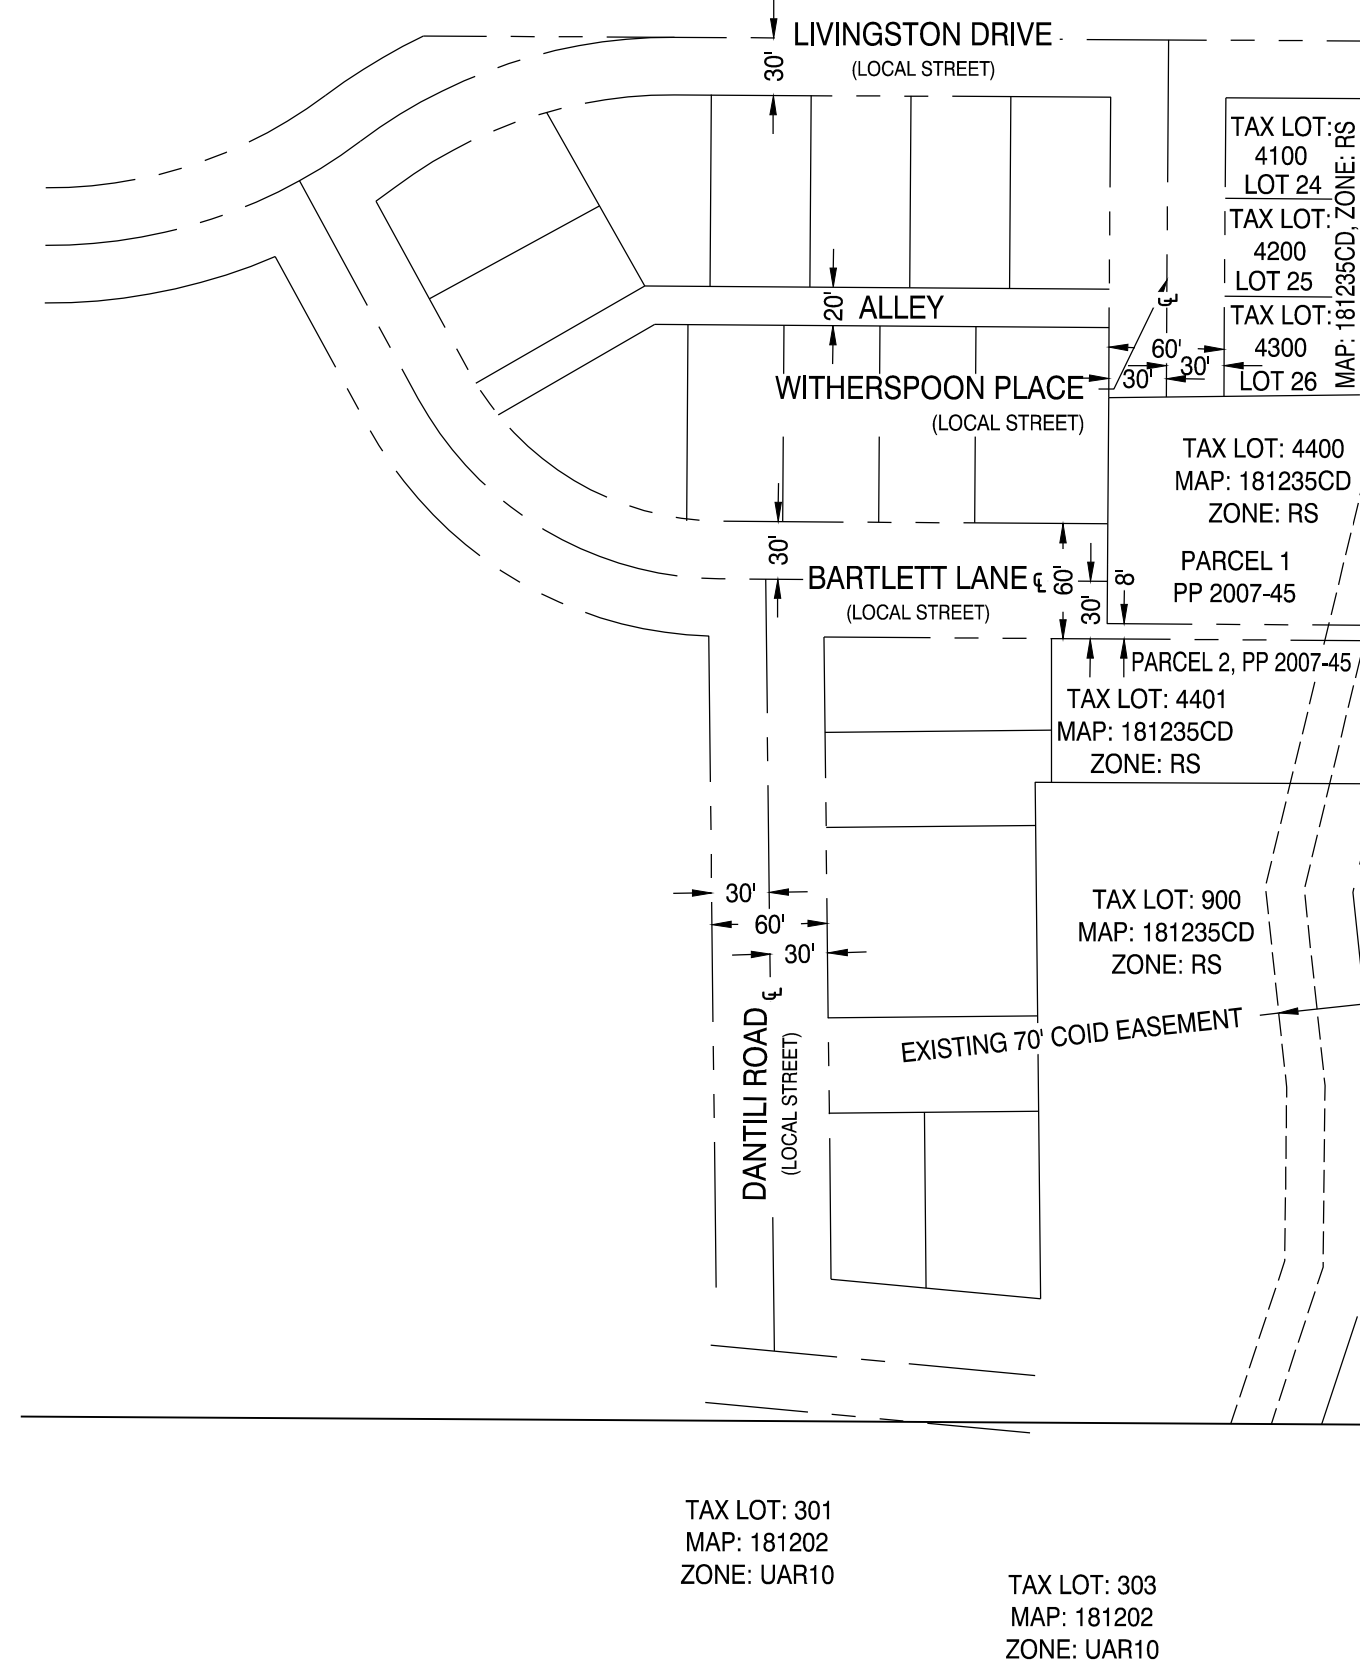 LIVINGSTON DRIVE
(LOCAL STREET)
30'
TAX LOT:
4100
LOT 24
TAX LOT:
4200
LOT 25
TAX LOT:
4300
LOT 26
MAP: 181235CD, ZONE: RS
20'
ALLEY
℄
60'
30'
30'
WITHERSPOON PLACE
(LOCAL STREET)
TAX LOT: 4400
MAP: 181235CD
ZONE: RS
PARCEL 1
PP 2007-45
30'
BARTLETT LANE ℄
(LOCAL STREET)
60'
30'
8'
PARCEL 2, PP 2007-45
TAX LOT: 4401
MAP: 181235CD
ZONE: RS
30'
60'
30'
TAX LOT: 900
MAP: 181235CD
ZONE: RS
EXISTING 70' COID EASEMENT
DANTILI ROAD ℄
(LOCAL STREET)
TAX LOT: 301
MAP: 181202
ZONE: UAR10
TAX LOT: 303
MAP: 181202
ZONE: UAR10